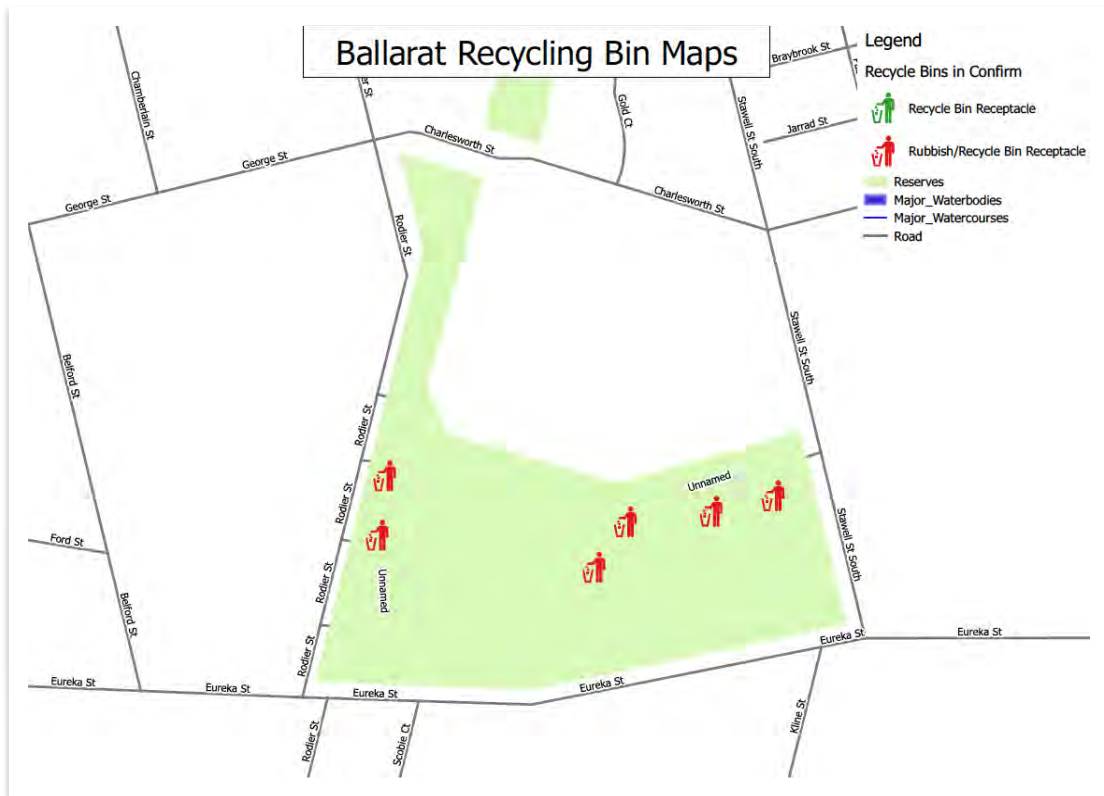 Ballarat Recycling Bin Maps
Legend
Recycle Bins in Confirm
Recycle Bin Receptacle
Rubbish/Recycle Bin Receptacle
Reserves
Major_Waterbodies
Major_Watercourses
Road
Braybrook St
Jarrad St
Chamberlain St
Gold Ct
Stawell St South
Charlesworth St
George St
George St
Charlesworth St
Rodier St
Stawell St South
Belford St
Rodier St
Unnamed
Rodier St
Stawell St South
Ford St
Rodier St
Unnamed
Belford St
Rodier St
Eureka St
Eureka St
Eureka St
Eureka St
Eureka St
Eureka St
Rodier St
Scobie Ct
Kline St